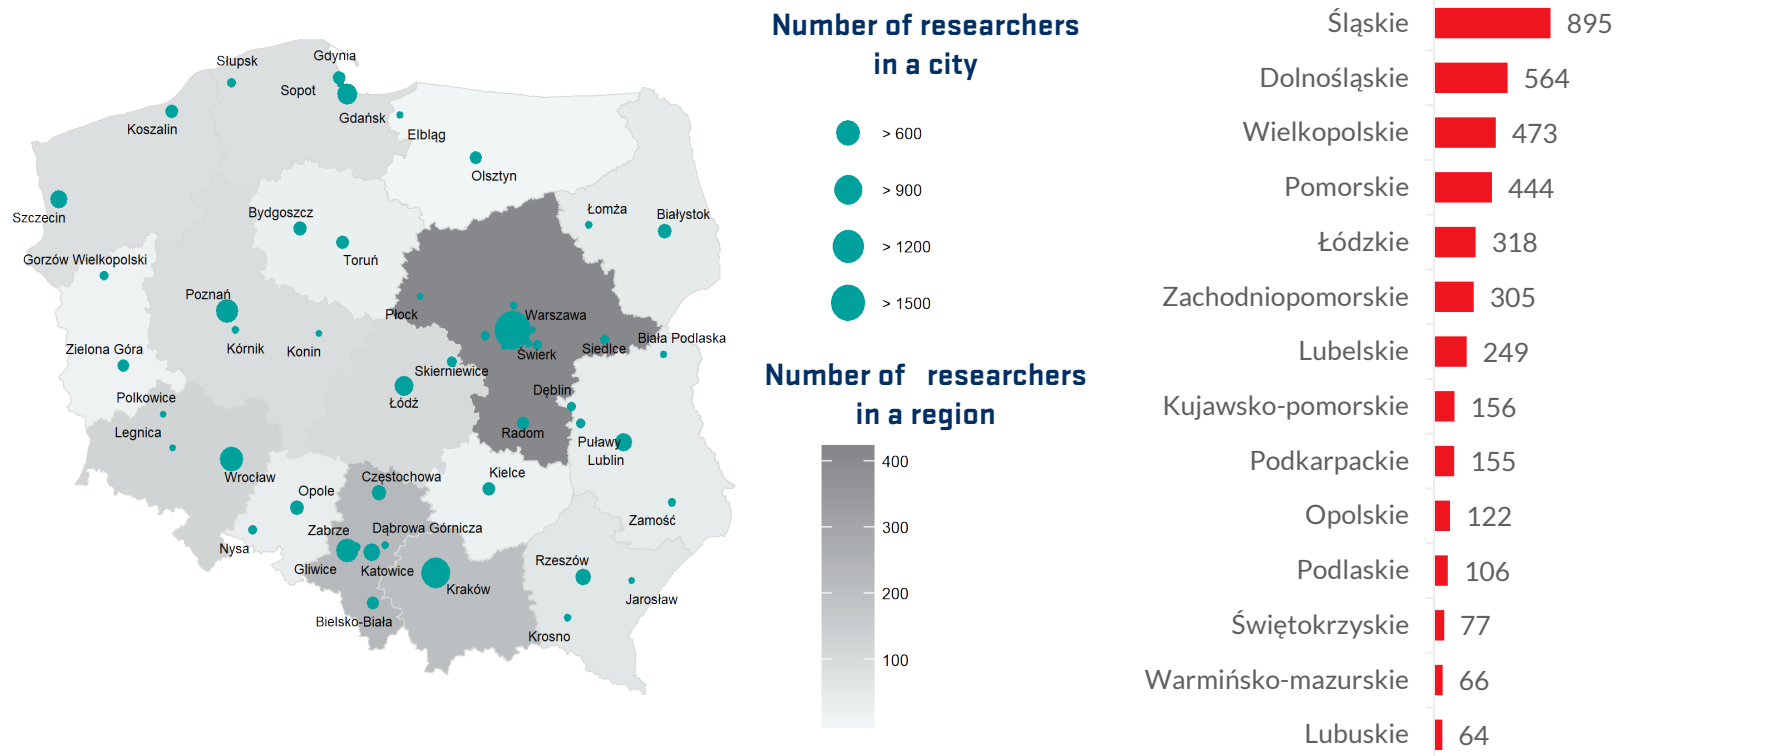 Słupsk
Gdynia
Sopot
Gdańsk
Koszalin
Elbląg
Olsztyn
Szczecin
Bydgoszcz
Łomża
Białystok
Toruń
Gorzów Wielkopolski
Poznań
Płock
Warszawa
Kórnik
Konin
Świerk
Siedlce
Biała Podlaska
Zielona Góra
Skierniewice
Polkowice
Łódź
Dęblin
Legnica
Radom
Puławy
Lublin
Wrocław
Częstochowa
Kielce
Opole
Zamość
Zabrze
Dąbrowa Górnicza
Nysa
Gliwice
Katowice
Kraków
Rzeszów
Jarosław
Bielsko-Biała
Krosno
Number of researchers
in a city
> 600
> 900
> 1200
> 1500
Number of researchers
in a region
400
300
200
100
Śląskie 895
Dolnośląskie 564
Wielkopolskie 473
Pomorskie 444
Łódzkie 318
Zachodniopomorskie 305
Lubelskie 249
Kujawsko-pomorskie 156
Podkarpackie 155
Opolskie 122
Podlaskie 106
Świętokrzyskie 77
Warmińsko-mazurskie 66
Lubuskie 64